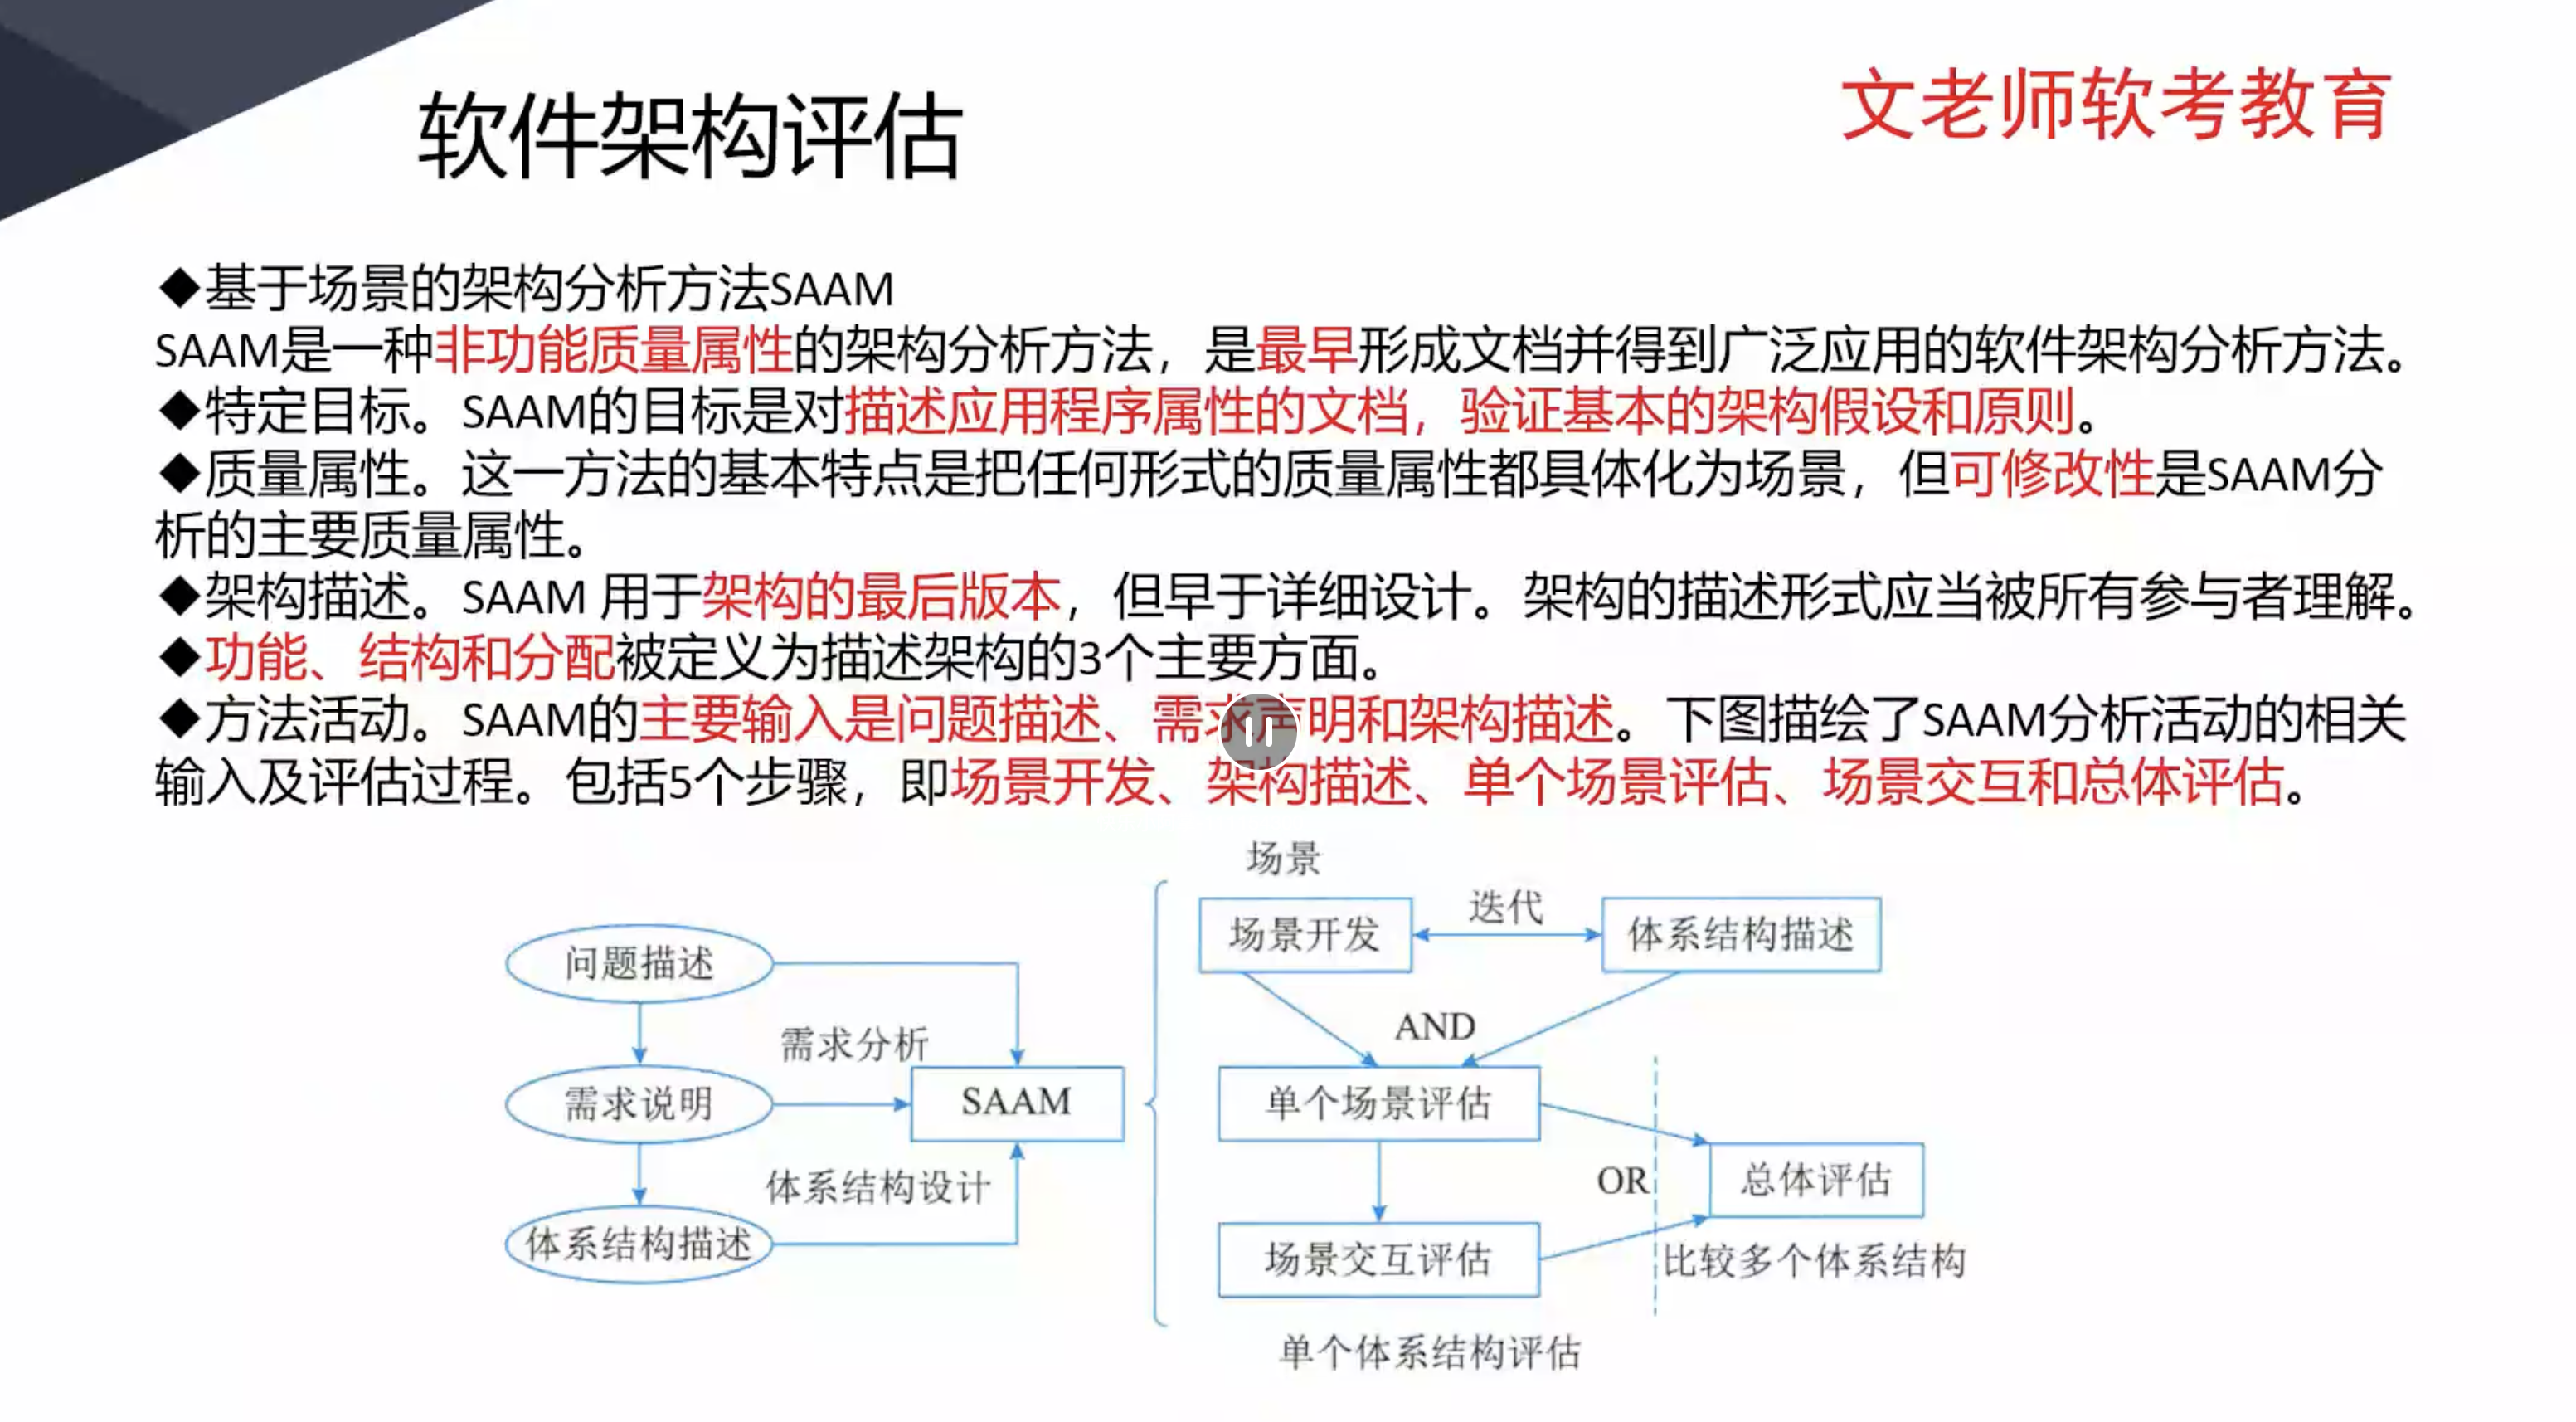 软件架构评估
文老师软考教育
◆基于场景的架构分析方法SAAM
SAAM是一种非功能质量属性的架构分析方法，是最早形成文档并得到广泛应用的软件架构分析方法。
◆特定目标。SAAM的目标是对描述应用程序属性的文档，验证基本的架构假设和原则。
◆质量属性。这一方法的基本特点是把任何形式的质量属性都具体化为场景，但可修改性是SAAM分
析的主要质量属性。
◆架构描述。SAAM 用于架构的最后版本，但早于详细设计。架构的描述形式应当被所有参与者理解。
◆功能、结构和分配被定义为描述架构的3个主要方面。
◆方法活动。SAAM的主要输入是问题描述、需求声明和架构描述。下图描绘了SAAM分析活动的相关
输入及评估过程。包括5个步骤，即场景开发、架构描述、单个场景评估、场景交互和总体评估。
问题描述
需求分析
需求说明
SAAM
体系结构设计
体系结构描述
场景
场景开发
迭代
体系结构描述
AND
单个场景评估
OR
总体评估
场景交互评估
比较多个体系结构
单个体系结构评估